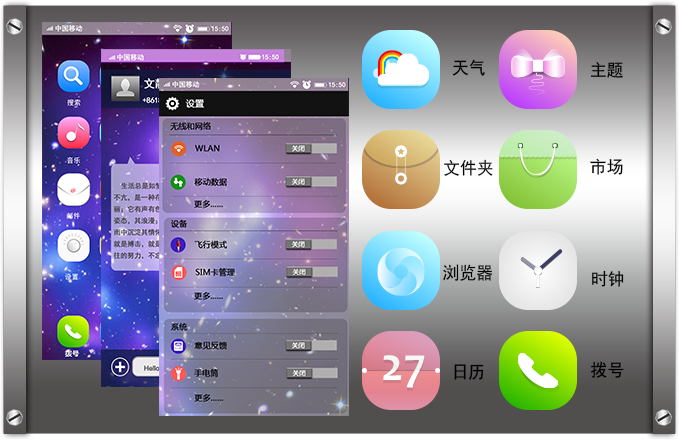 中国移动 15:50
搜索
音乐
邮件
设置
拨号
中国移动 15:50
+861
生活总是如
不亢，是一种
丽；它有声有色
姿态，其浪漫；
雨中沉淀其情
就是搏击，就是
往的努力，不忘
Hello
中国移动 15:50
设置
无线和网络
WLAN 关闭
移动数据 关闭
更多......
设备
飞行模式 关闭
SIM卡管理 关闭
更多......
系统
意见反馈 关闭
手电筒 关闭
更多......
天气
主题
文件夹
市场
浏览器
时钟
27
日历
拨号